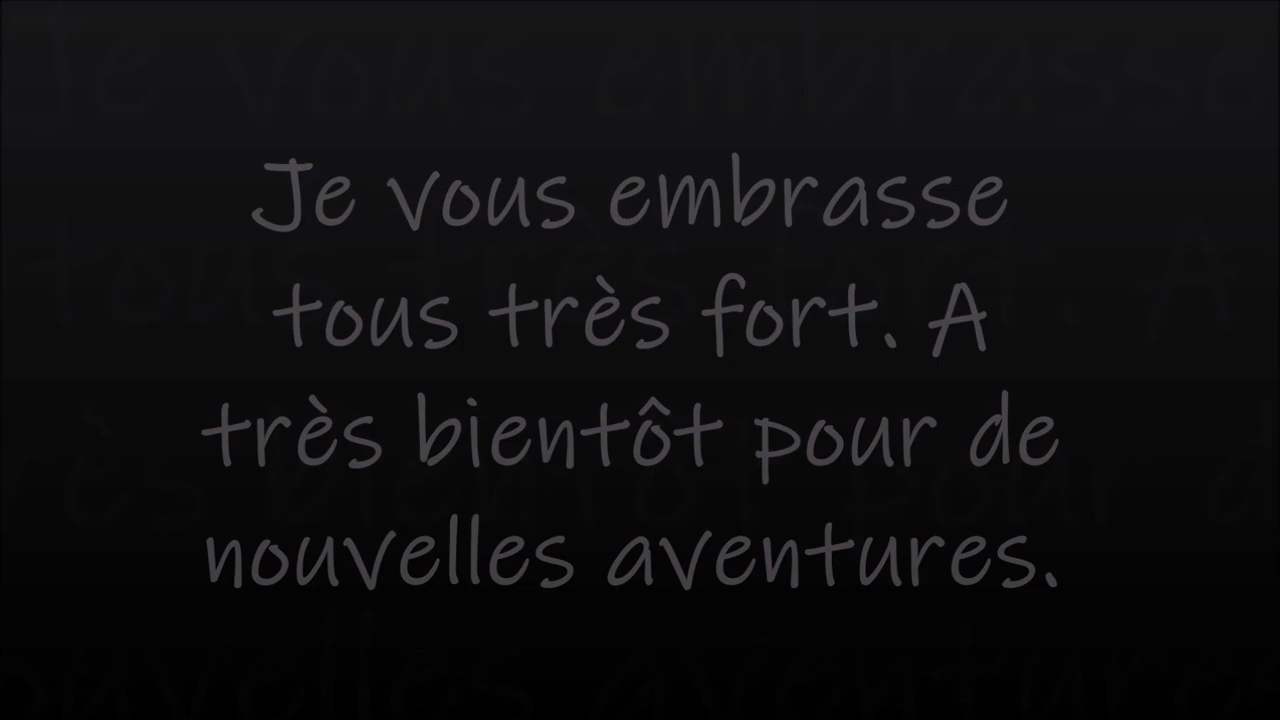 Je vous embrasse
tous très fort. A
très bientôt pour de
nouvelles aventures.